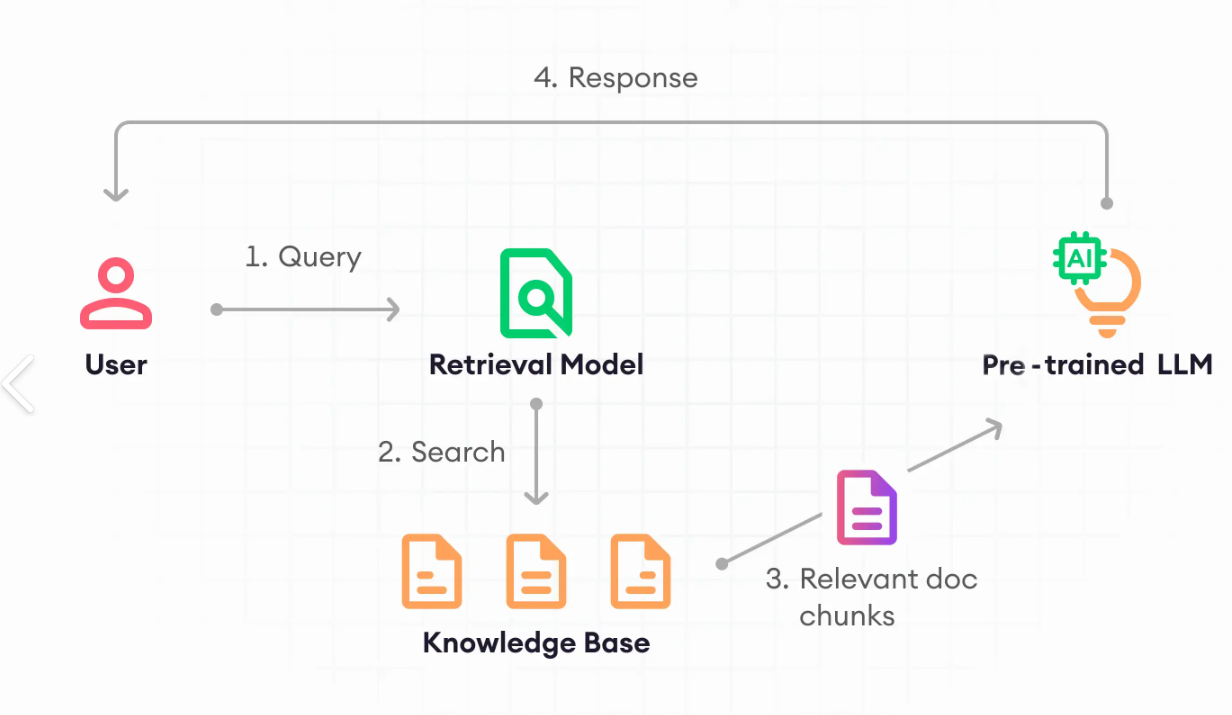 4. Response
1. Query
AI
User
Retrieval Model
Pre-trained LLM
2. Search
3. Relevant doc
chunks
Knowledge Base